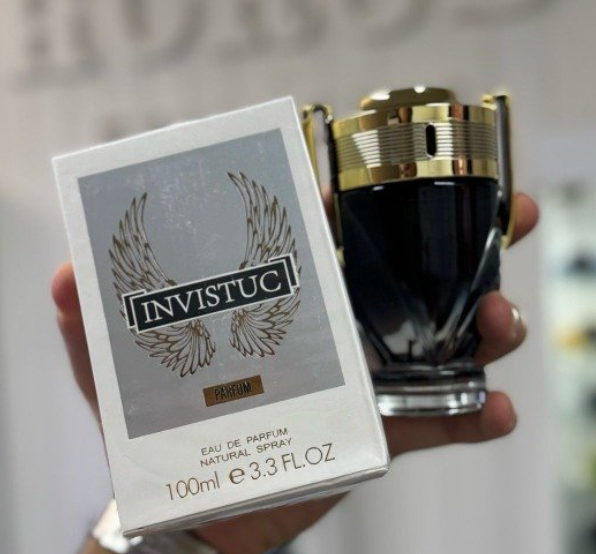 INVISTUC
PARFUM
EAU DE PARFUM
NATURAL SPRAY
100ml e 3.3 FL.OZ